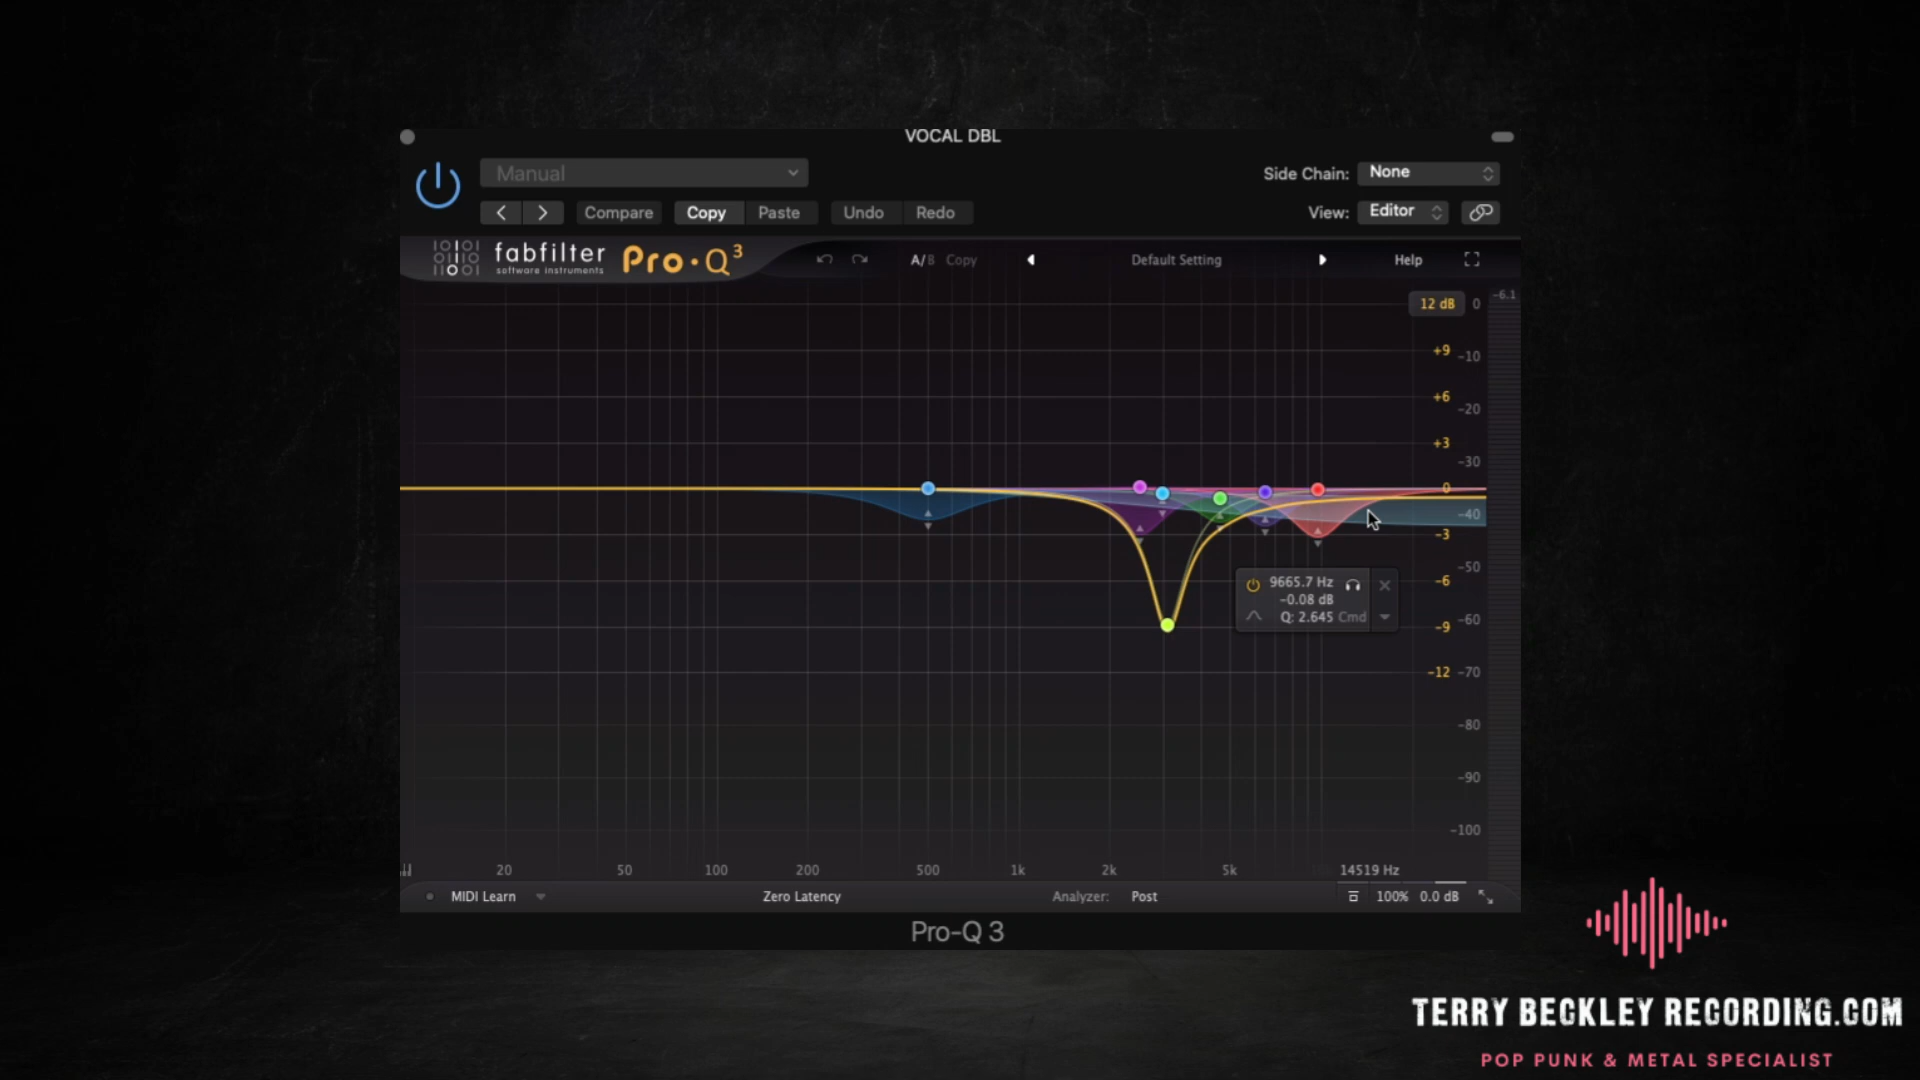 VOCAL DBL
Manual
Side Chain: None
Compare Copy Paste Undo Redo
View: Editor
fabfilter
software instruments
Pro·Q3
A/B Copy
Default Setting
Help
12 dB 0 -6.1
+9 -10
+6 -20
+3 -30
0 -40
-3 -50
9665.7 Hz
-0.08 dB
Q: 2.645 Cmd
-6
-9 -60
-12 -70
-80
-90
-100
20 50 100 200 500 1k 2k 5k 14519 Hz
MIDI Learn Zero Latency Analyzer: Post 100% 0.0 dB
Pro-Q 3
TERRY BECKLEY RECORDING.COM
POP PUNK & METAL SPECIALIST